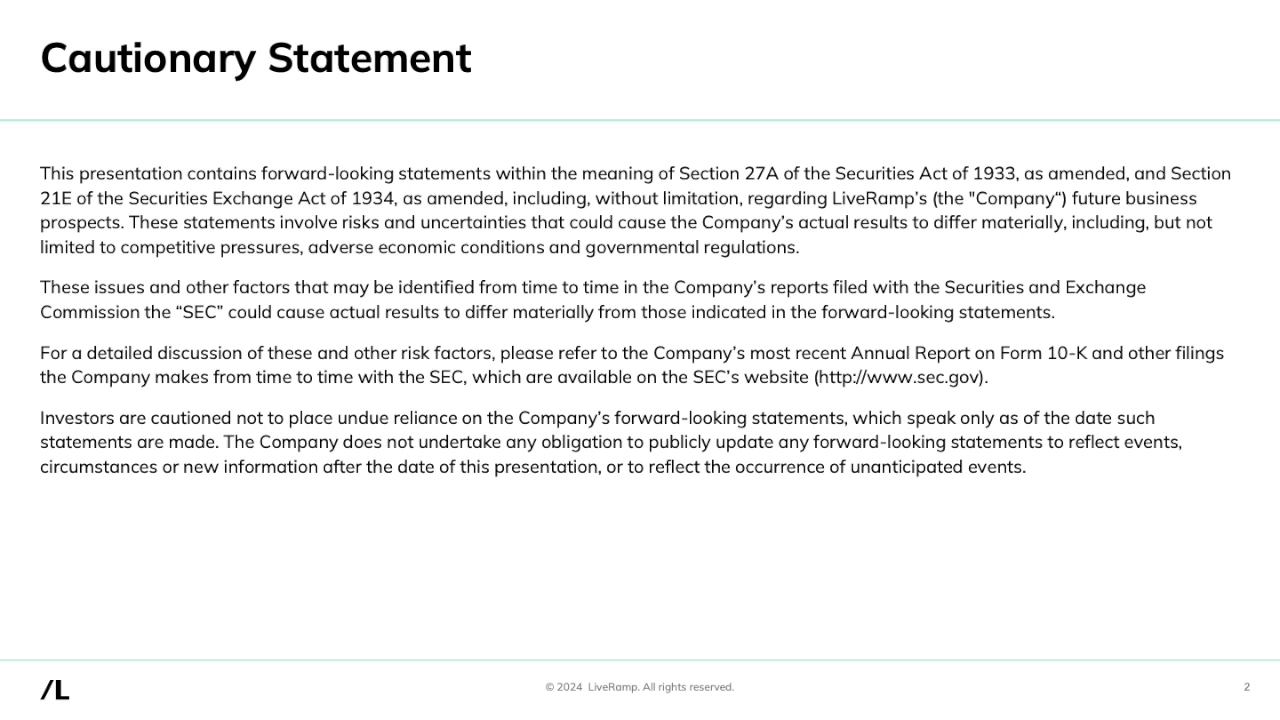 Cautionary Statement
This presentation contains forward-looking statements within the meaning of Section 27A of the Securities Act of 1933, as amended, and Section
21E of the Securities Exchange Act of 1934, as amended, including, without limitation, regarding LiveRamp’s (the "Company“) future business
prospects. These statements involve risks and uncertainties that could cause the Company’s actual results to differ materially, including, but not
limited to competitive pressures, adverse economic conditions and governmental regulations.
These issues and other factors that may be identified from time to time in the Company’s reports filed with the Securities and Exchange
Commission the “SEC” could cause actual results to differ materially from those indicated in the forward-looking statements.
For a detailed discussion of these and other risk factors, please refer to the Company’s most recent Annual Report on Form 10-K and other filings
the Company makes from time to time with the SEC, which are available on the SEC’s website (http://www.sec.gov).
Investors are cautioned not to place undue reliance on the Company’s forward-looking statements, which speak only as of the date such
statements are made. The Company does not undertake any obligation to publicly update any forward-looking statements to reflect events,
circumstances or new information after the date of this presentation, or to reflect the occurrence of unanticipated events.
/L
© 2024 LiveRamp. All rights reserved.
2